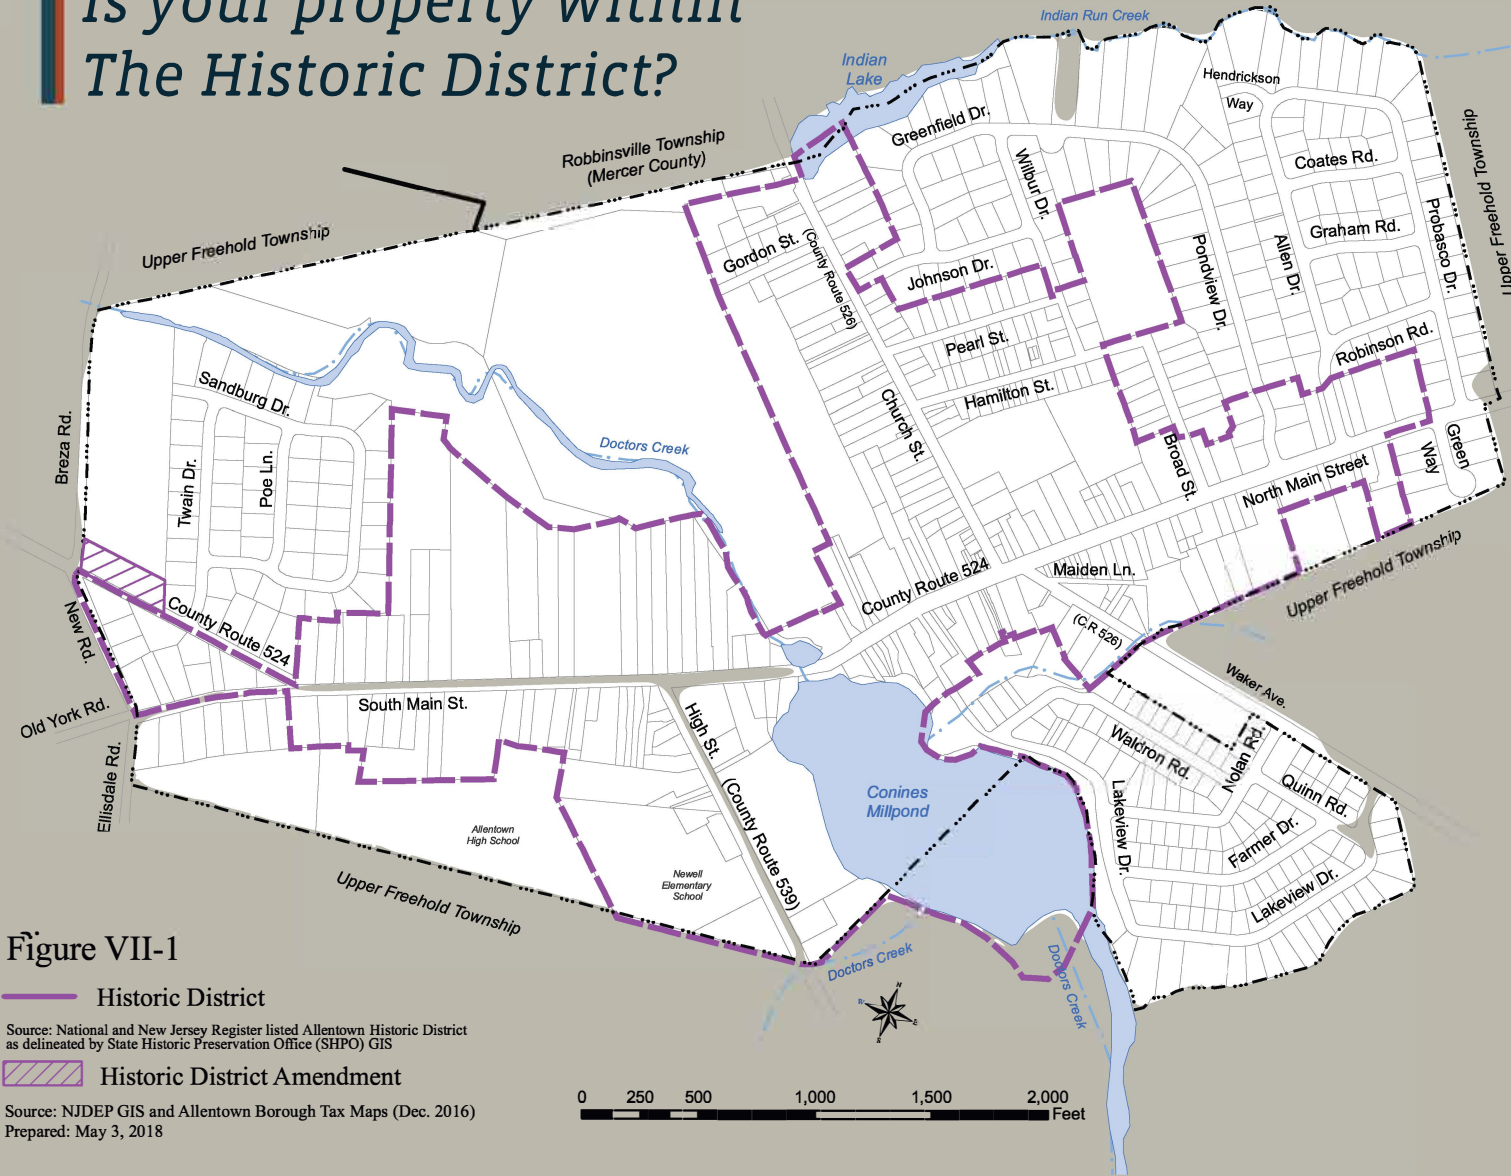 Is your property within
The Historic District?
Indian Run Creek
Indian
Lake
Hendrickson
Way
Greenfield Dr.
Robbinsville Township
(Mercer County)
Wilbur Dr.
Coates Rd.
Upper Freehold Township
Upper Freehold Township
Gordon St.
(County Route 526)
Graham Rd.
Probasco Dr.
Johnson Dr.
Pondview Dr.
Allen Dr.
Pearl St.
Robinson Rd.
Hamilton St.
Sandburg Dr.
Church St.
Breza Rd.
Doctors Creek
Twain Dr.
Poe Ln.
Broad St.
North Main Street
Way
Green
County Route 524
Maiden Ln.
Upper Freehold Township
New Rd.
County Route 524
(C.R 526)
Waker Ave.
Old York Rd.
South Main St.
High St.
Waldron Rd.
Nolan Rd.
Ellisdale Rd.
Conines
Millpond
Lakeview Dr.
Quinn Rd.
Allentown
High School
(County Route 539)
Farmer Dr.
Newell
Elementary
School
Upper Freehold Township
Lakeview Dr.
Doctors Creek
Doctors Creek
Figure VII-1
Historic District
Source: National and New Jersey Register listed Allentown Historic District
as delineated by State Historic Preservation Office (SHPO) GIS
Historic District Amendment
Source: NJDEP GIS and Allentown Borough Tax Maps (Dec. 2016)
Prepared: May 3, 2018
0 250 500 1,000 1,500 2,000
Feet